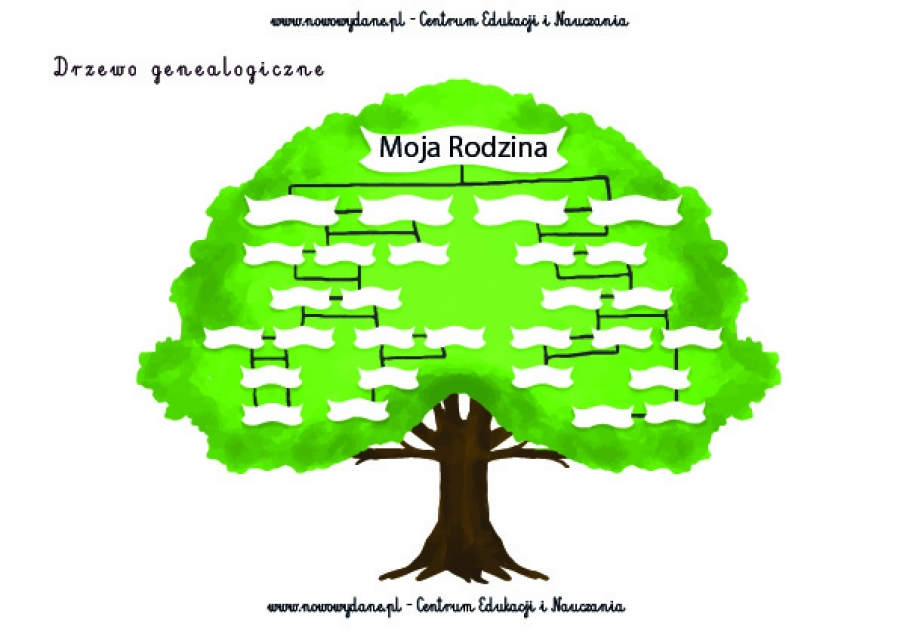 www.nowowydane.pl - Centrum Edukacji i Nauczania
Drzewo genealogiczne
Moja Rodzina
www.nowowydane.pl - Centrum Edukacji i Nauczania